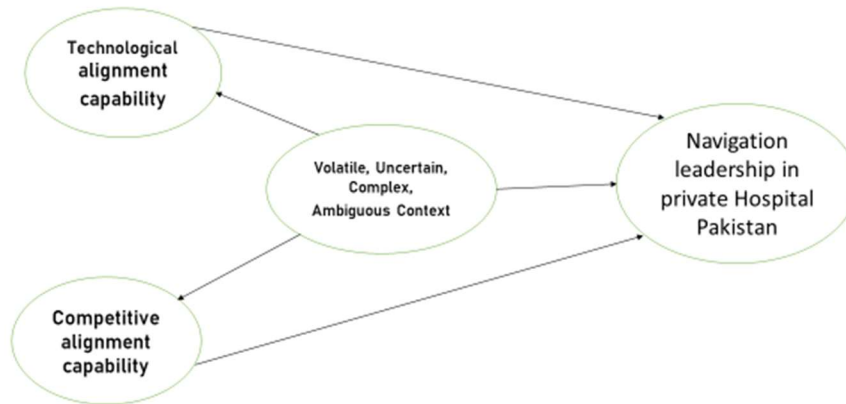 Technological
alignment
capability
Volatile, Uncertain,
Complex,
Ambiguous Context
Navigation
leadership in
private Hospital
Pakistan
Competitive
alignment
capability